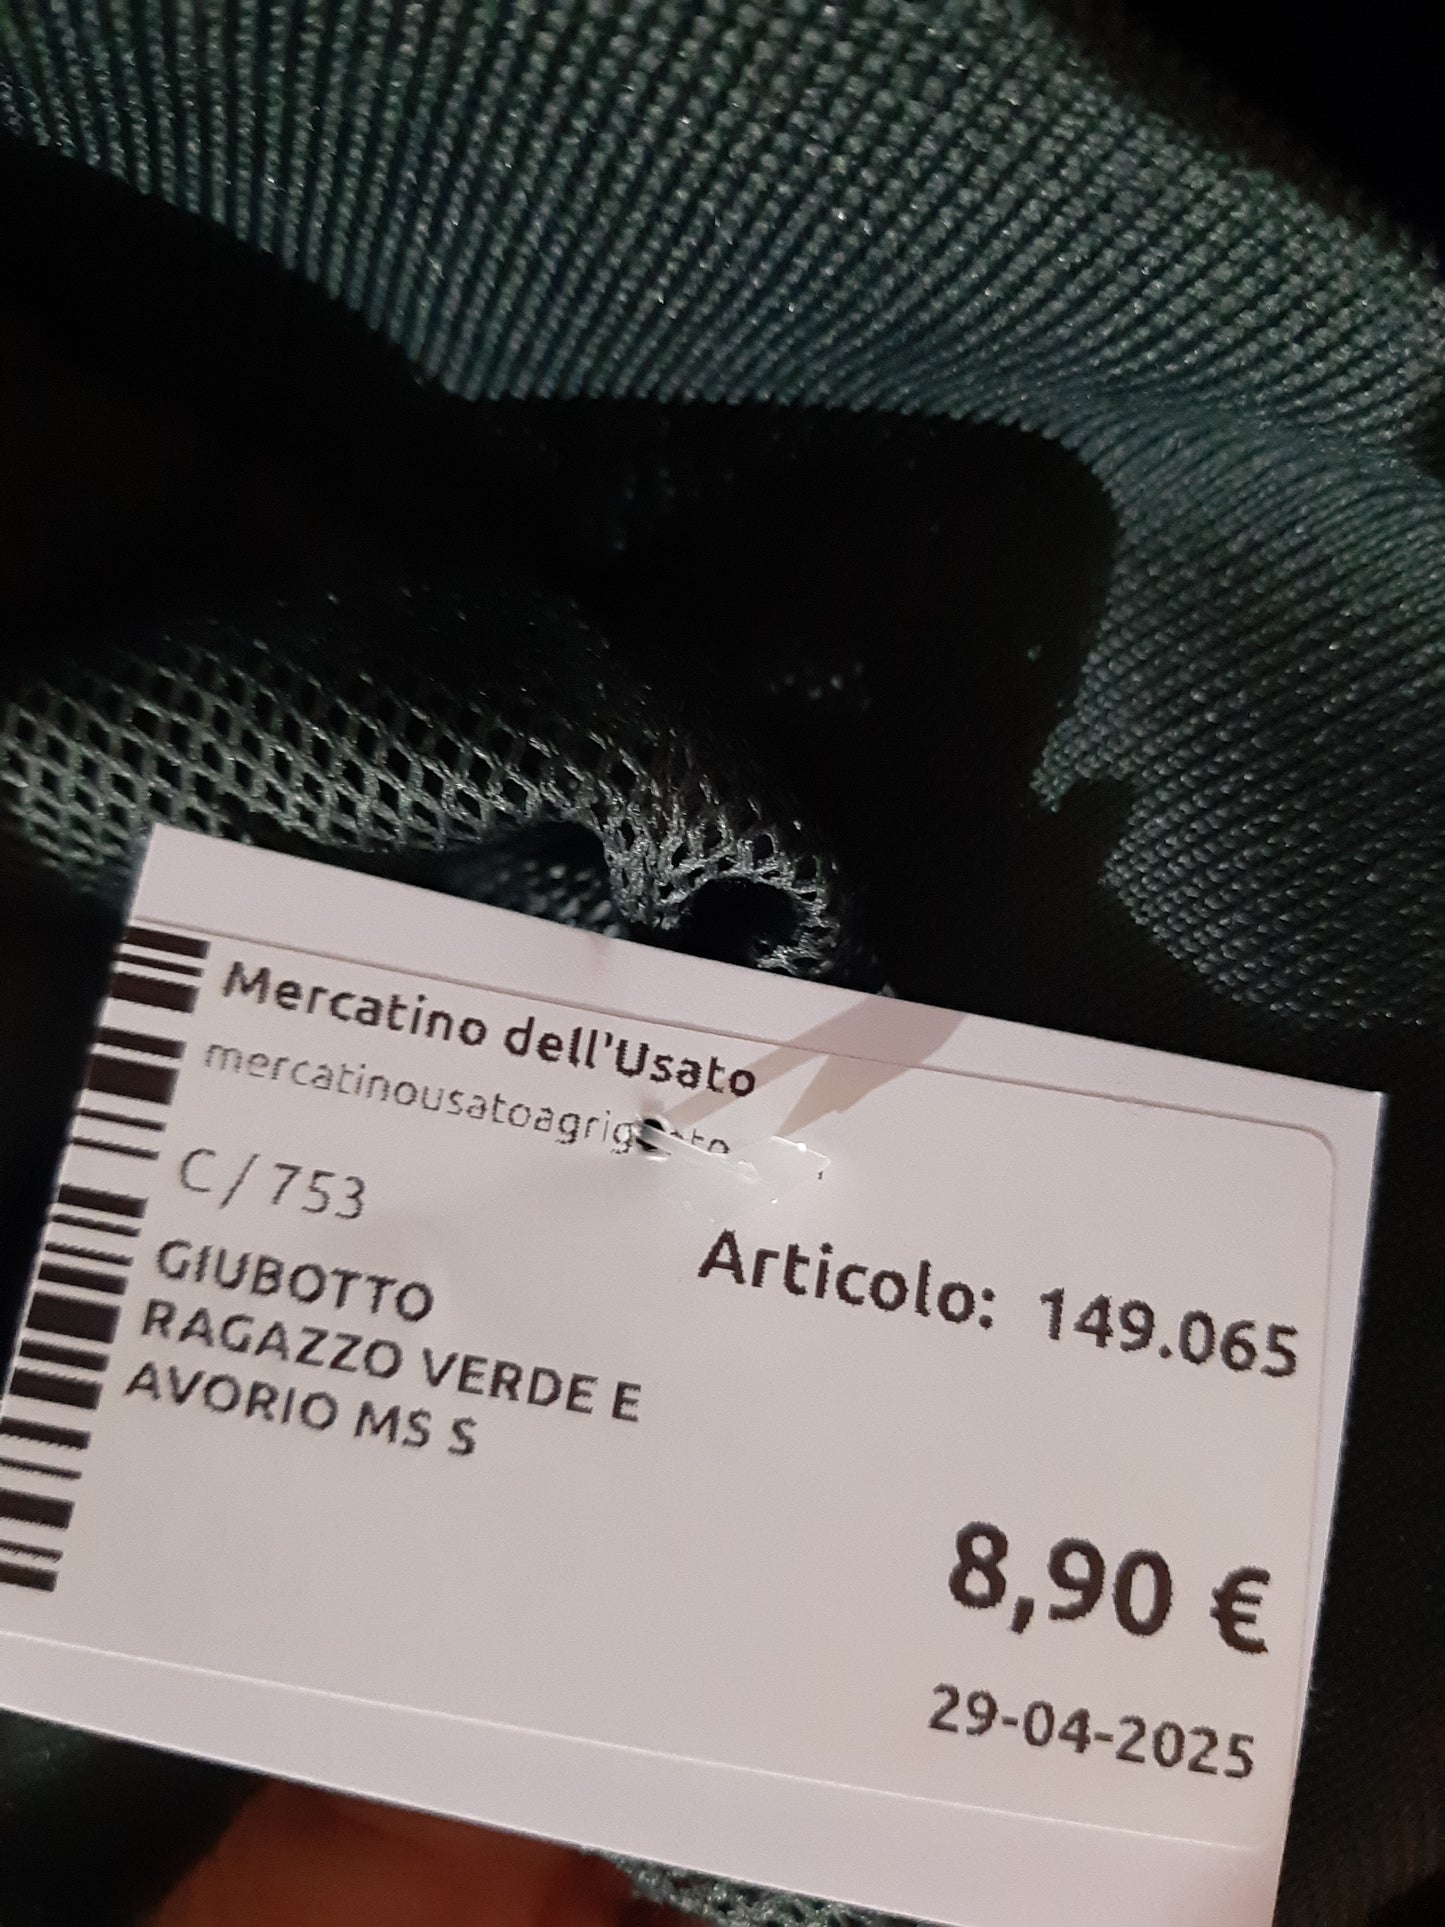 Mercatino dell'Usato
C/753
GIUBOTTO
RAGAZZO VERDE E
AVORIO MS S
Articolo: 149.065
8,90 €
29-04-2025